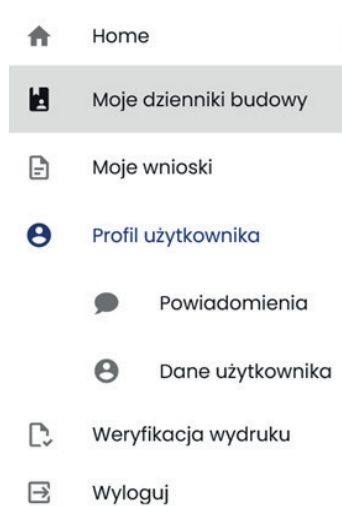 Home
Moje dzienniki budowy
Moje wnioski
Profil użytkownika
Powiadomienia
Dane użytkownika
Weryfikacja wydruku
Wyloguj